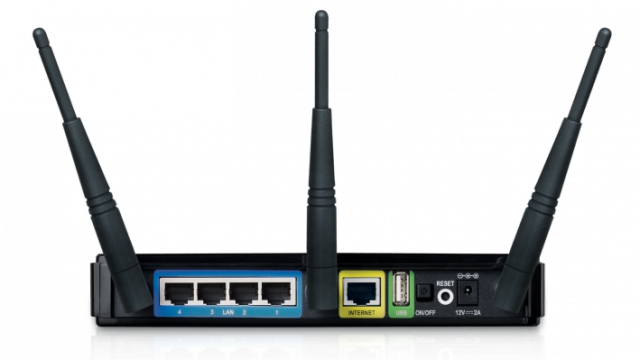 4 3 LAN 2 1
INTERNET
USB
ON/OFF
RESET
12V⎓2A